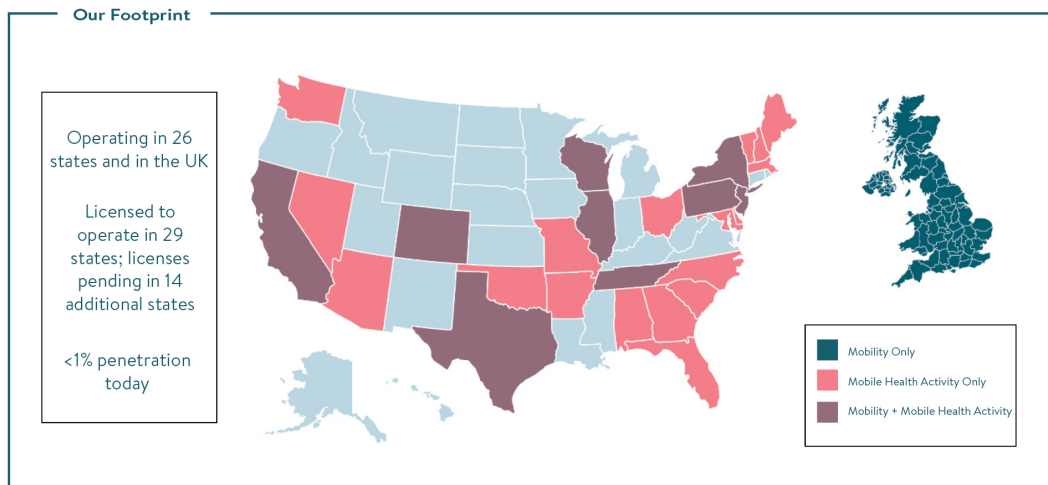 Our Footprint
Operating in 26
states and in the UK
Licensed to
operate in 29
states; licenses
pending in 14
additional states
<1% penetration
today
Mobility Only
Mobile Health Activity Only
Mobility + Mobile Health Activity